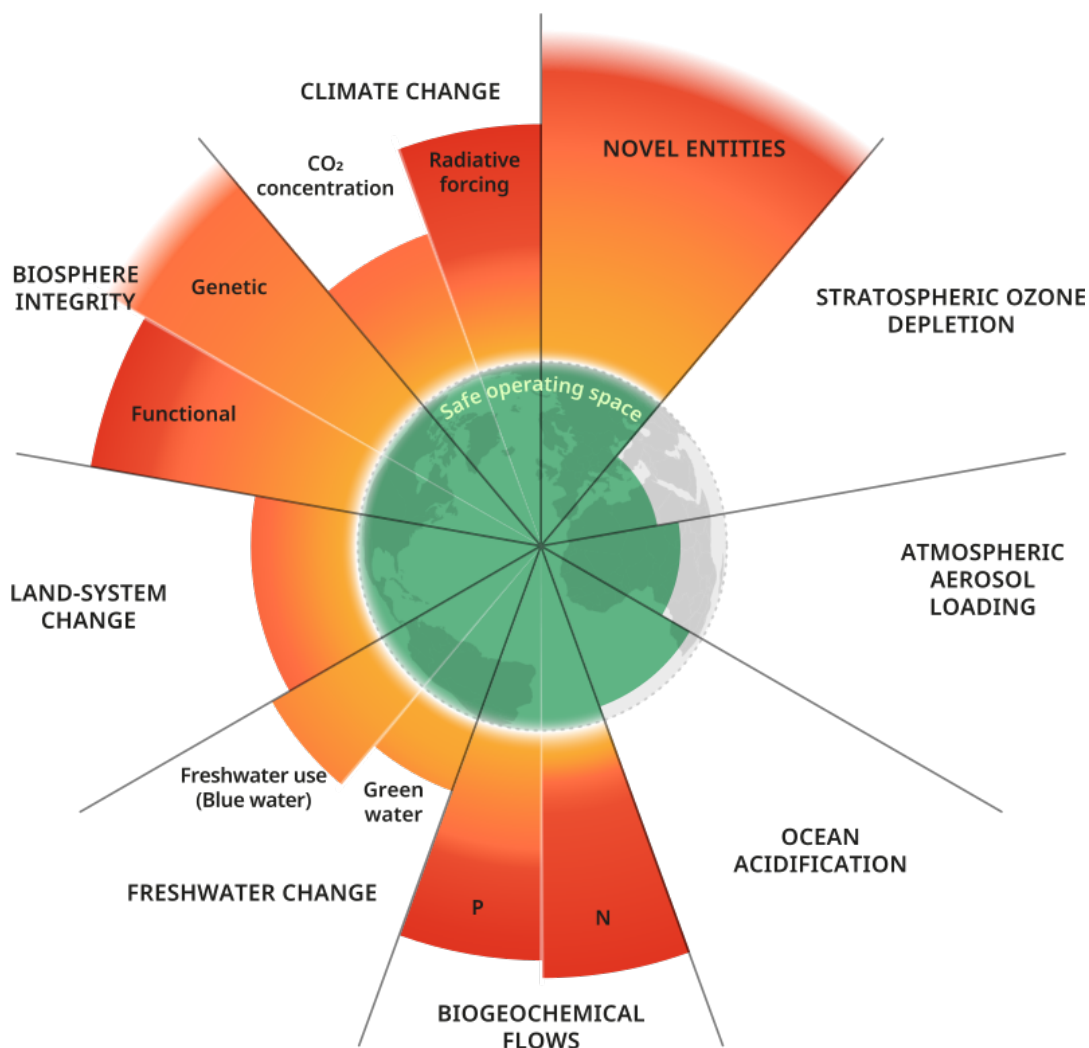 CLIMATE CHANGE
CO₂
concentration
Radiative
forcing
NOVEL ENTITIES
STRATOSPHERIC OZONE
DEPLETION
BIOSPHERE
INTEGRITY
Genetic
Functional
Safe operating space
ATMOSPHERIC
AEROSOL
LOADING
LAND-SYSTEM
CHANGE
Freshwater use
(Blue water)
Green
water
FRESHWATER CHANGE
P
N
OCEAN
ACIDIFICATION
BIOGEOCHEMICAL
FLOWS